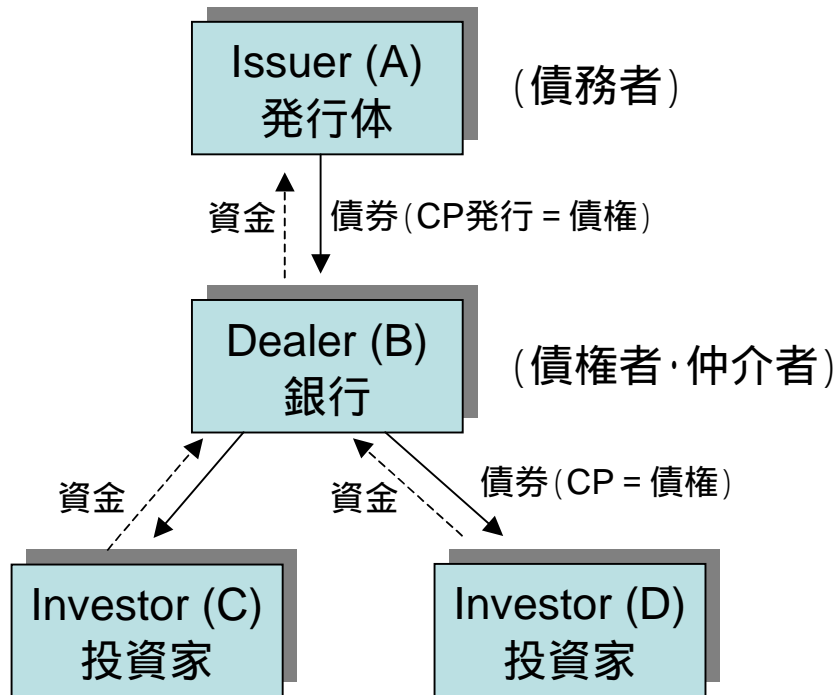 Issuer (A)
発行体
(債務者)
資金
債券(CP発行 = 債権)
Dealer (B)
銀行
(債権者・仲介者)
資金
資金
債券(CP = 債権)
Investor (C)
投資家
Investor (D)
投資家